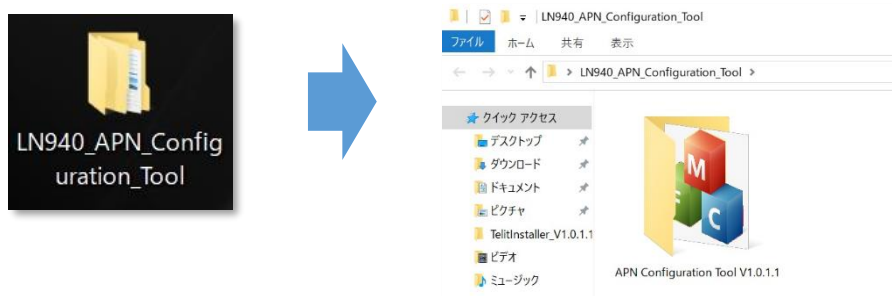 LN940_APN_Config
uration_Tool
LN940_APN_Configuration_Tool
ファイル ホーム 共有 表示
LN940_APN_Configuration_Tool
クイック アクセス
デスクトップ
ダウンロード
ドキュメント
ピクチャ
TelitInstaller_V1.0.1.1
ビデオ
ミュージック
M
F
C
APN Configuration Tool V1.0.1.1